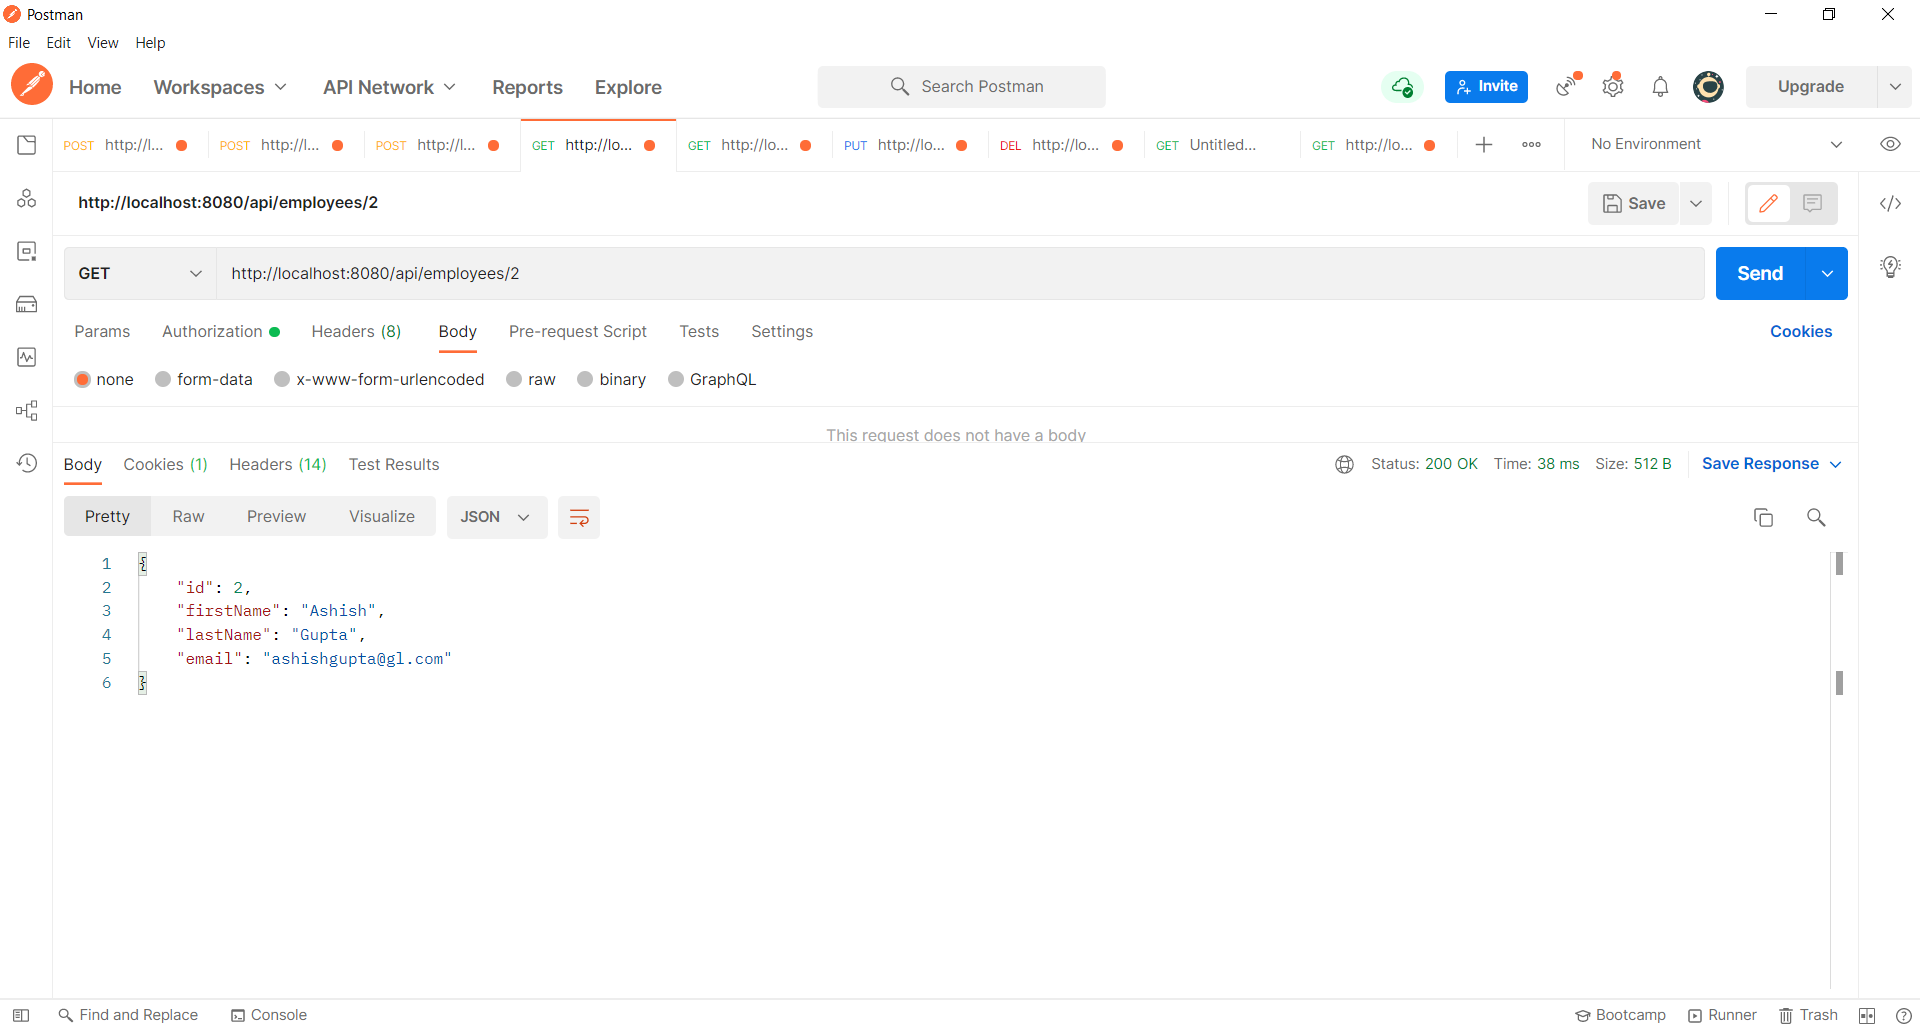 Postman
File Edit View Help
Home Workspaces API Network Reports Explore Search Postman Invite Upgrade
POST http://l... POST http://l... POST http://l... GET http://lo... GET http://lo... PUT http://lo... DEL http://lo... GET Untitled... GET http://lo... No Environment
http://localhost:8080/api/employees/2 Save
GET http://localhost:8080/api/employees/2 Send
Params Authorization Headers (8) Body Pre-request Script Tests Settings Cookies
none form-data x-www-form-urlencoded raw binary GraphQL
This request does not have a body
Body Cookies (1) Headers (14) Test Results Status: 200 OK Time: 38 ms Size: 512 B Save Response
Pretty Raw Preview Visualize JSON
1 {
2 "id": 2,
3 "firstName": "Ashish",
4 "lastName": "Gupta",
5 "email": "ashishgupta@gl.com"
6 }
Find and Replace Console Bootcamp Runner Trash